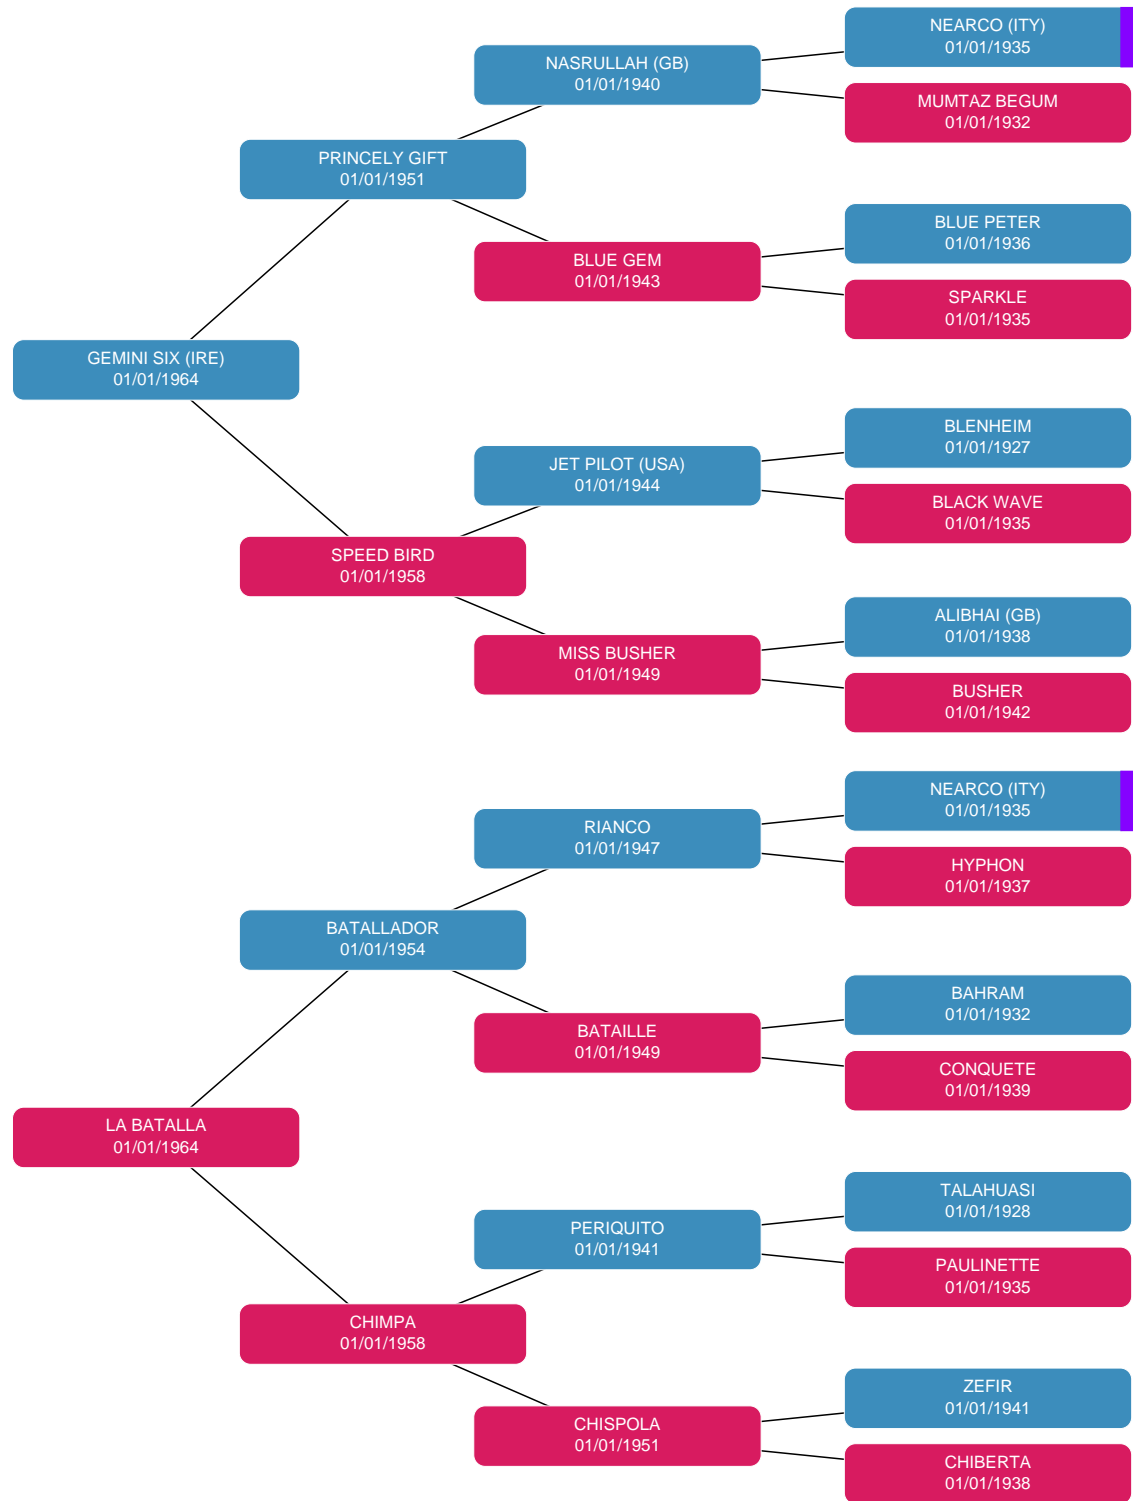 NEARCO (ITY)
01/01/1935
NASRULLAH (GB)
01/01/1940
MUMTAZ BEGUM
01/01/1932
PRINCELY GIFT
01/01/1951
BLUE PETER
01/01/1936
BLUE GEM
01/01/1943
SPARKLE
01/01/1935
GEMINI SIX (IRE)
01/01/1964
BLENHEIM
01/01/1927
JET PILOT (USA)
01/01/1944
BLACK WAVE
01/01/1935
SPEED BIRD
01/01/1958
ALIBHAI (GB)
01/01/1938
MISS BUSHER
01/01/1949
BUSHER
01/01/1942
NEARCO (ITY)
01/01/1935
RIANCO
01/01/1947
HYPHON
01/01/1937
BATALLADOR
01/01/1954
BAHRAM
01/01/1932
BATAILLE
01/01/1949
CONQUETE
01/01/1939
LA BATALLA
01/01/1964
TALAHUASI
01/01/1928
PERIQUITO
01/01/1941
PAULINETTE
01/01/1935
CHIMPA
01/01/1958
ZEFIR
01/01/1941
CHISPOLA
01/01/1951
CHIBERTA
01/01/1938